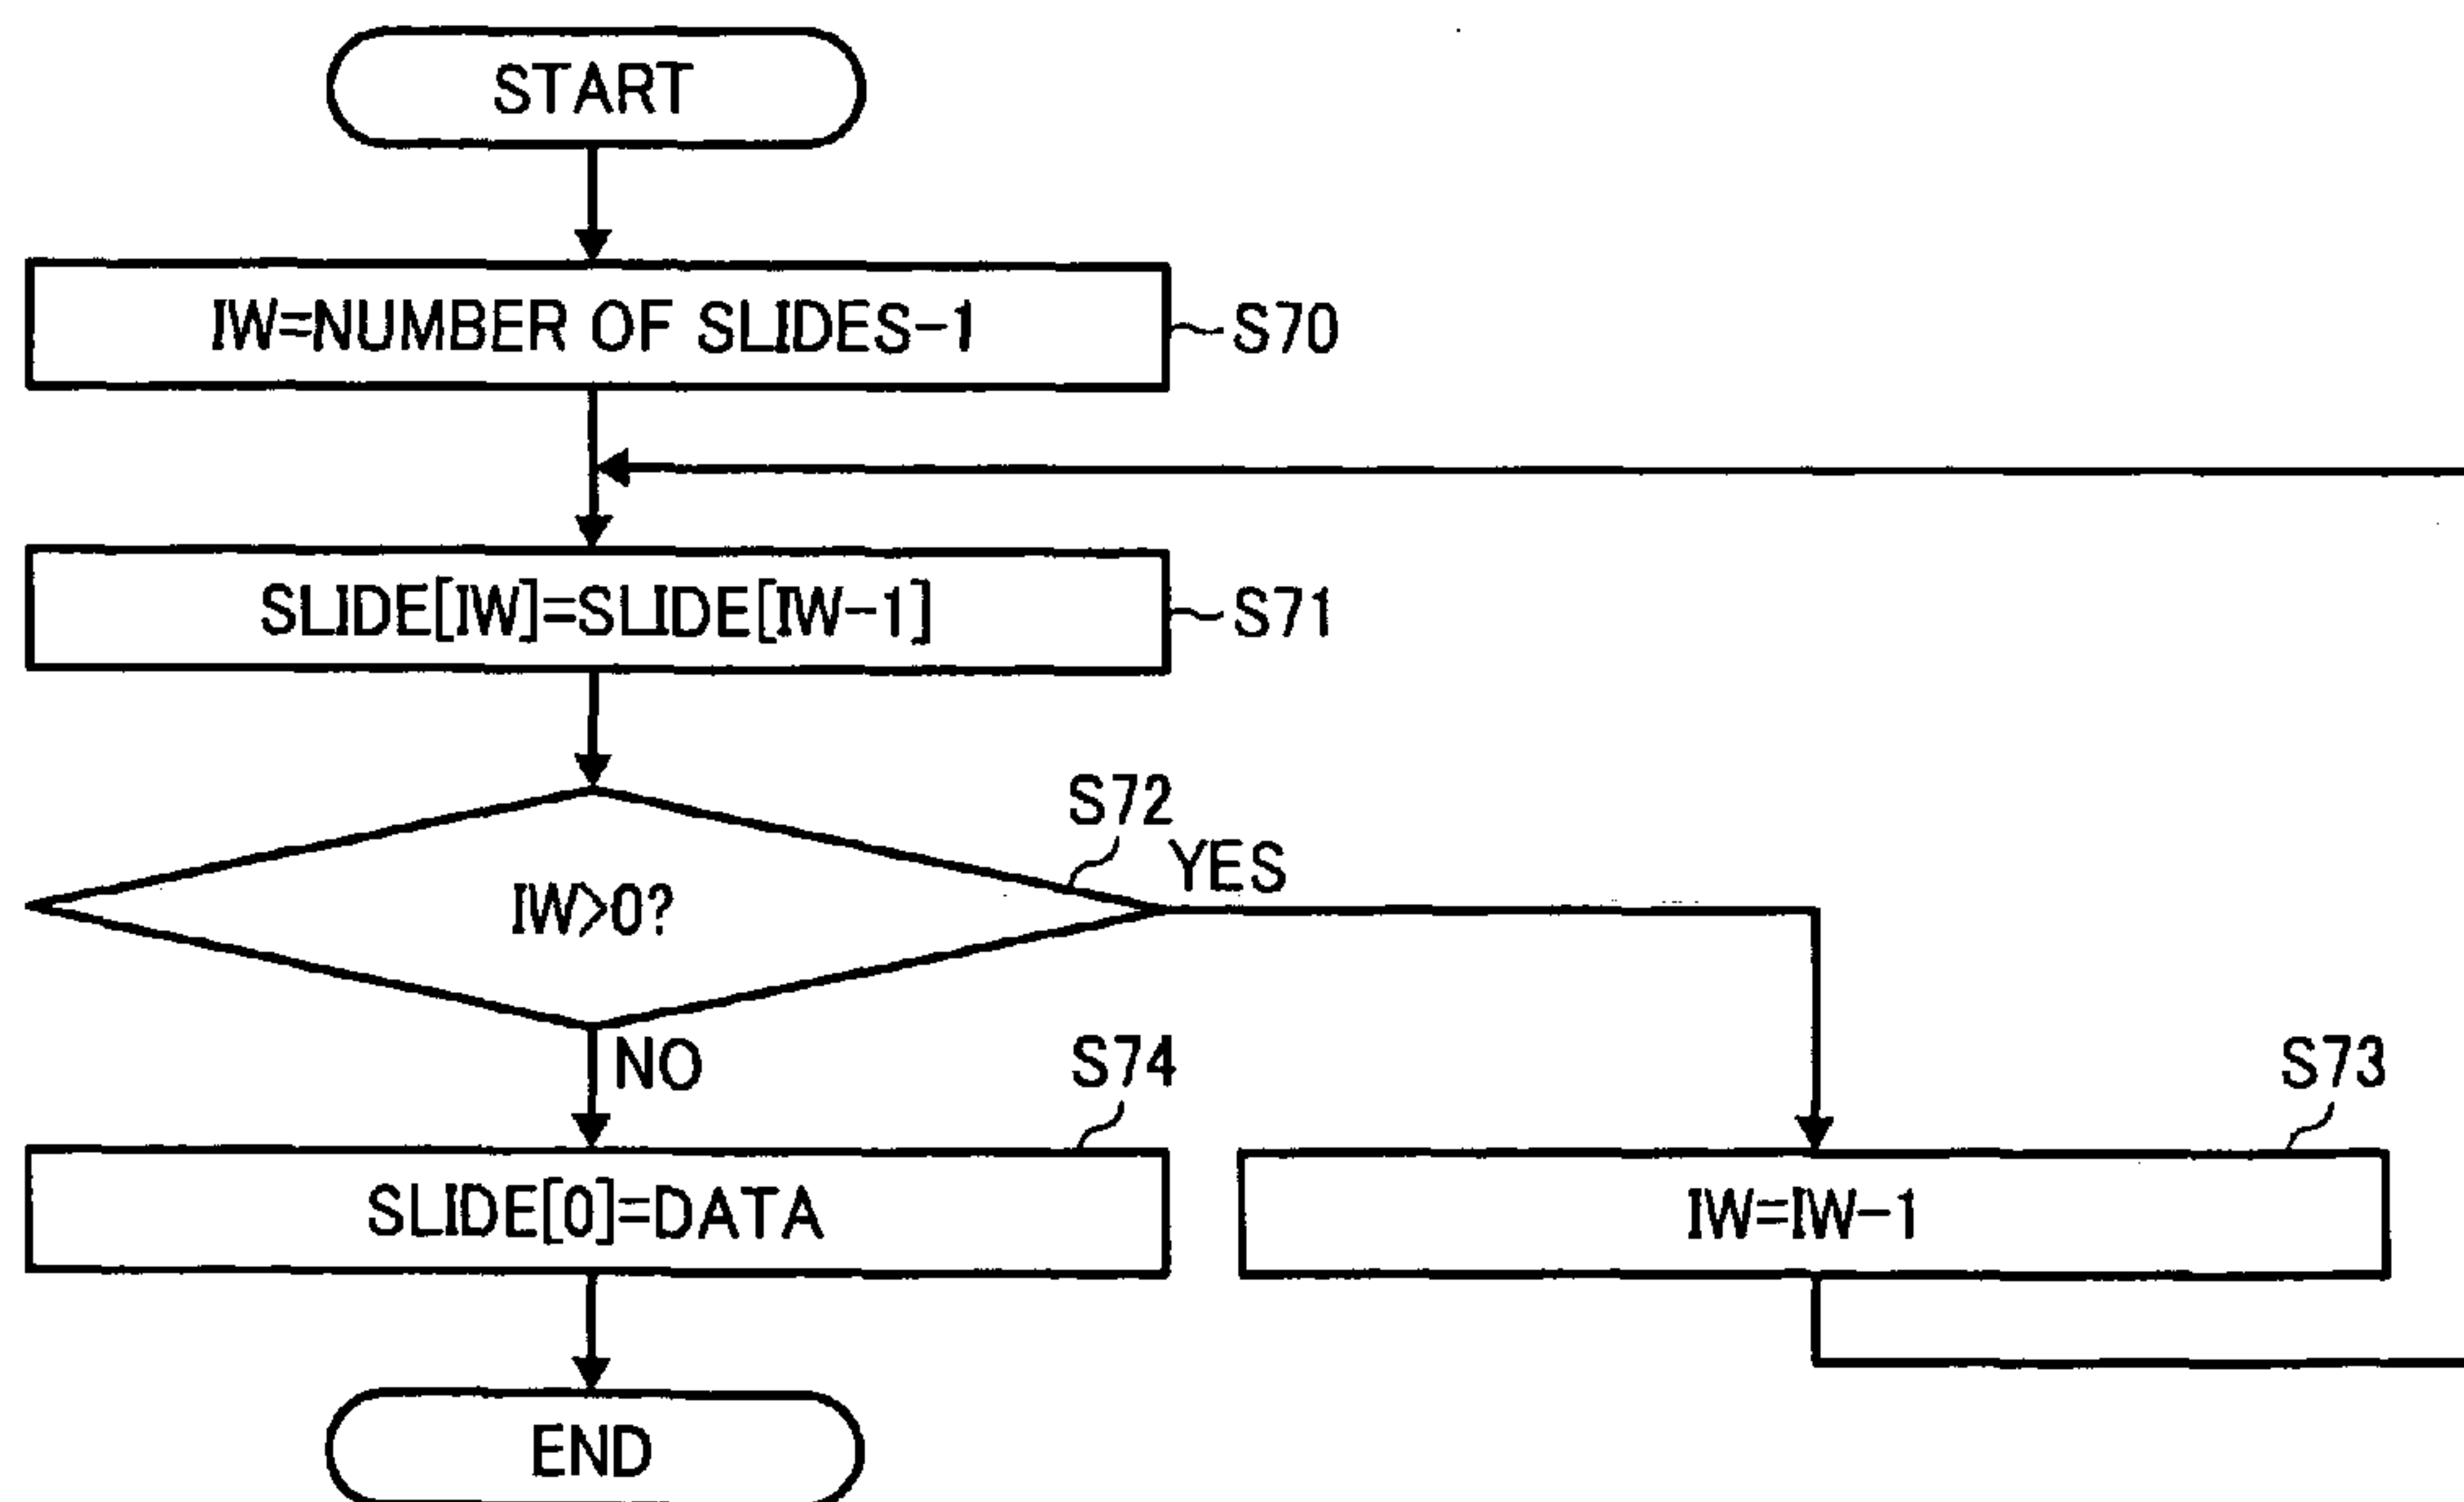 START
IW=NUMBER OF SLIDES-1
S70
SLIDE[IW]=SLIDE[IW-1]
S71
S72
YES
IW>0?
NO
S74
S73
SLIDE[0]=DATA
IW=IW-1
END